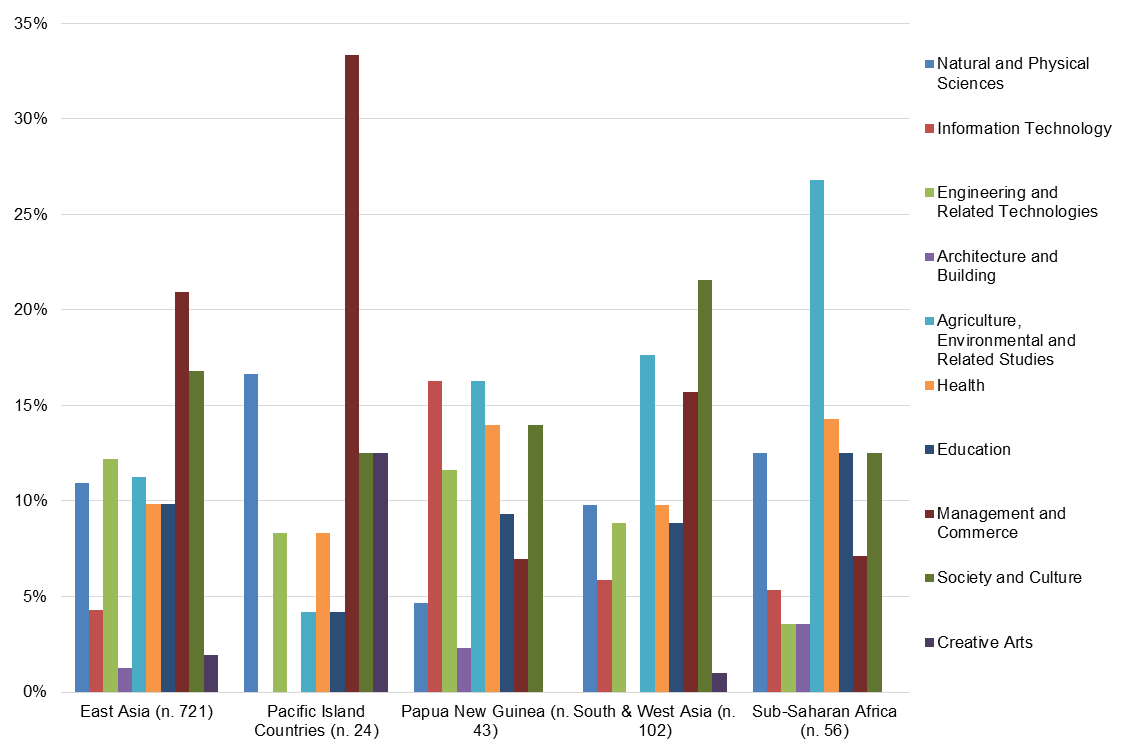 35%
30%
25%
20%
15%
10%
5%
0%
East Asia (n. 721)
Pacific Island
Countries (n. 24)
Papua New Guinea (n.
43)
South & West Asia (n.
102)
Sub-Saharan Africa
(n. 56)
Natural and Physical
Sciences
Information Technology
Engineering and
Related Technologies
Architecture and
Building
Agriculture,
Environmental and
Related Studies
Health
Education
Management and
Commerce
Society and Culture
Creative Arts